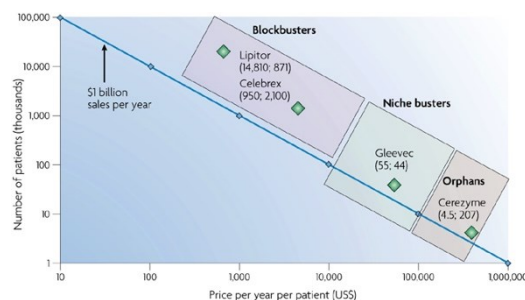 Blockbusters
100,000
Lipitor
(14,810; 871)
10,000
$1 billion
sales per year
Celebrex
(950; 2,100)
Niche busters
1,000
Gleevec
(55; 44)
100
Orphans
Cerezyme
(4.5; 207)
10
1
10
100
1,000
10,000
100,000
1,000,000
Number of patients (thousands)
Price per year per patient (US$)